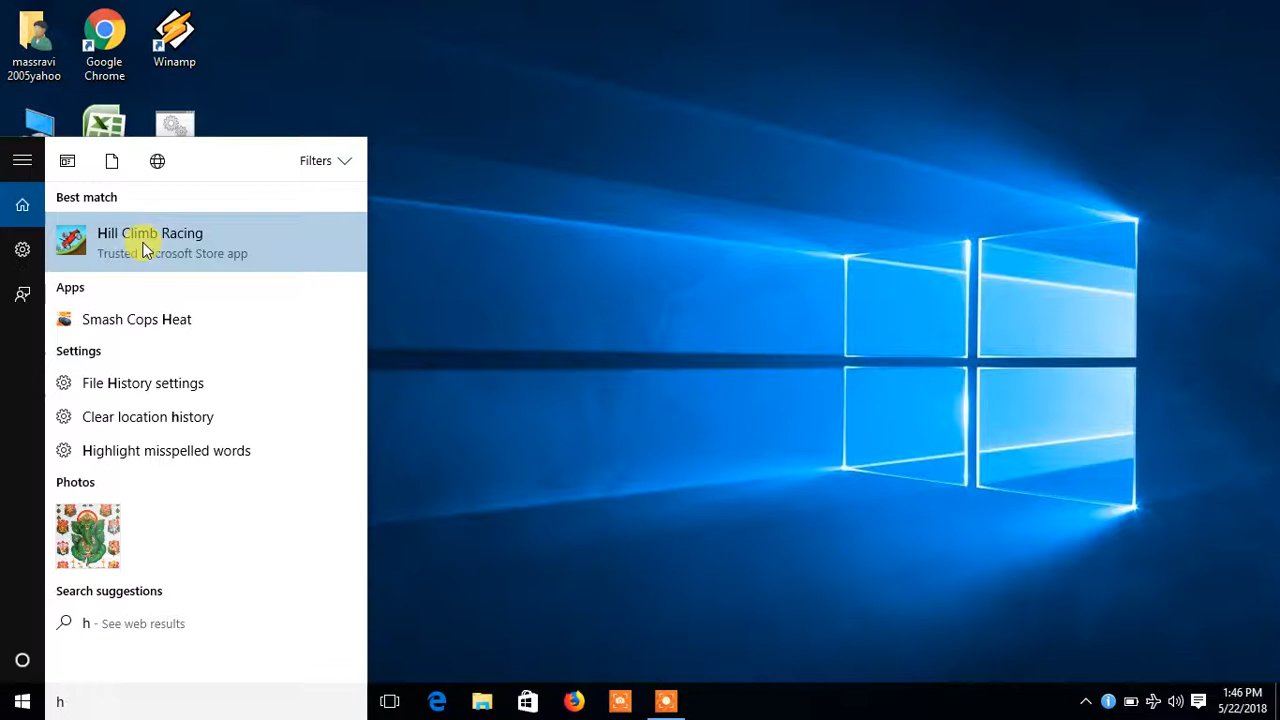 massravi
2005yahoo
Google
Chrome
Winamp
Filters
Best match
Hill Climb Racing
Trusted Microsoft Store app
Apps
Smash Cops Heat
Settings
File History settings
Clear location history
Highlight misspelled words
Photos
Search suggestions
h - See web results
h
1:46 PM
5/22/2018